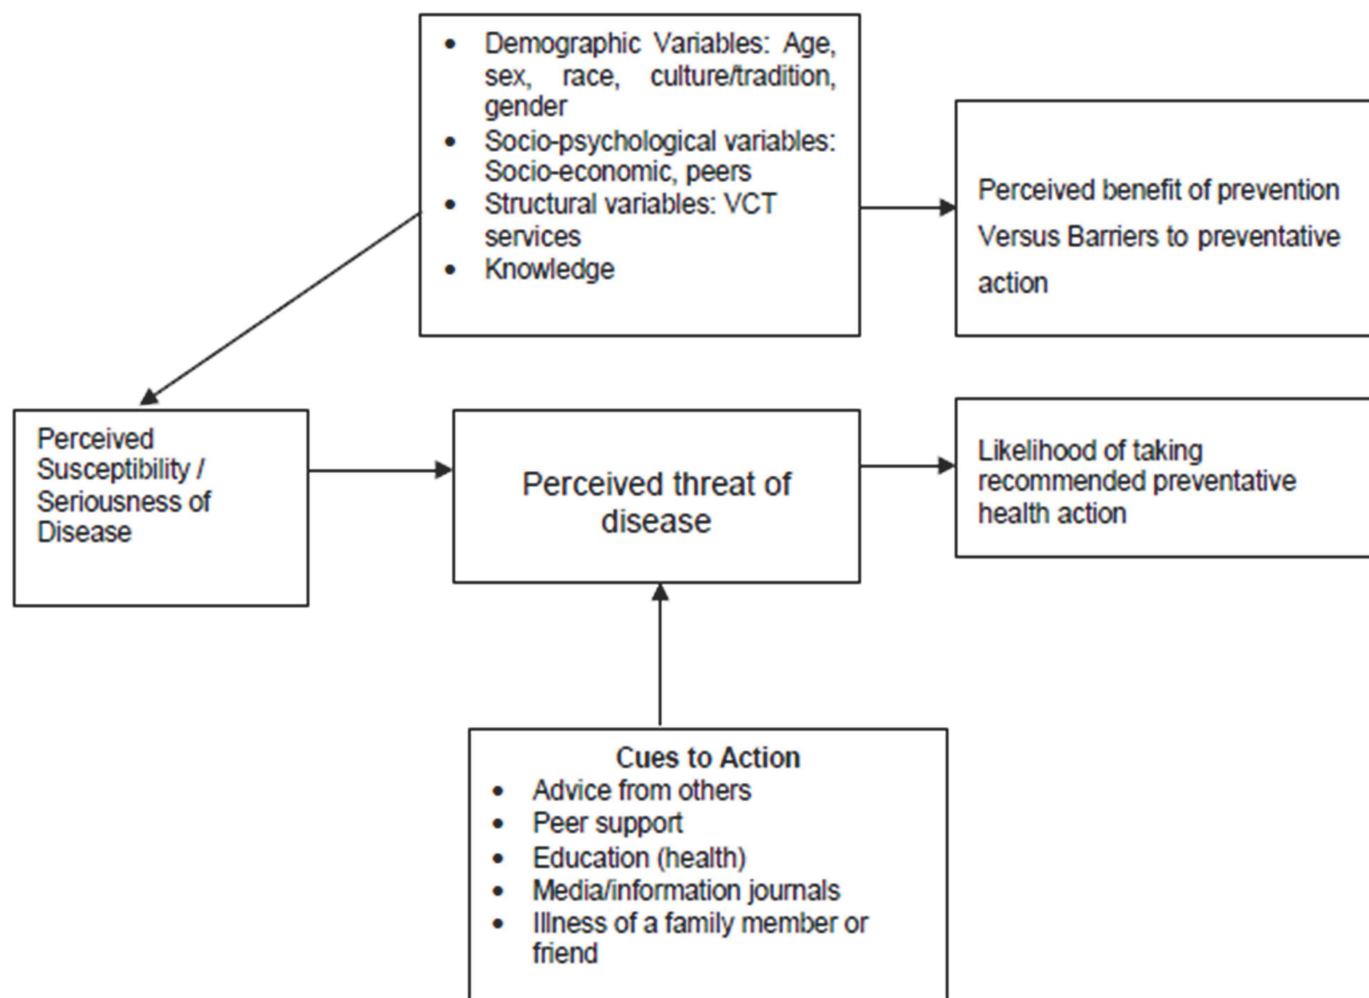 • Demographic Variables: Age,
sex, race, culture/tradition,
gender
• Socio-psychological variables:
Socio-economic, peers
• Structural variables: VCT
services
• Knowledge
Perceived benefit of prevention
Versus Barriers to preventative
action
Perceived
Susceptibility /
Seriousness of
Disease
Perceived threat of
disease
Likelihood of taking
recommended preventative
health action
Cues to Action
• Advice from others
• Peer support
• Education (health)
• Media/information journals
• Illness of a family member or
friend